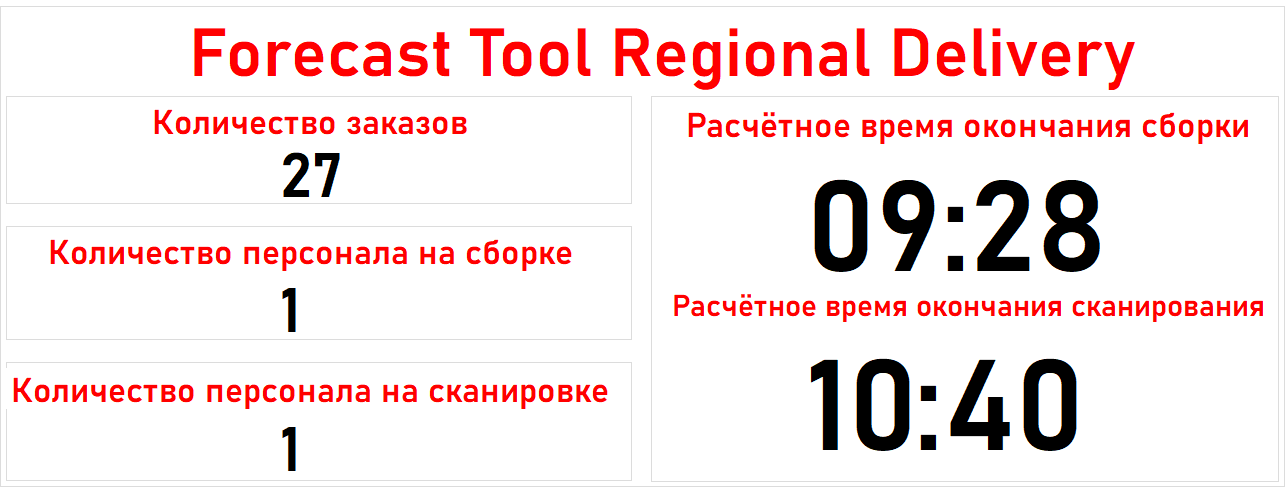 Forecast Tool Regional Delivery
Количество заказов
27
Количество персонала на сборке
1
Количество персонала на сканировке
1
Расчётное время окончания сборки
09:28
Расчётное время окончания сканирования
10:40